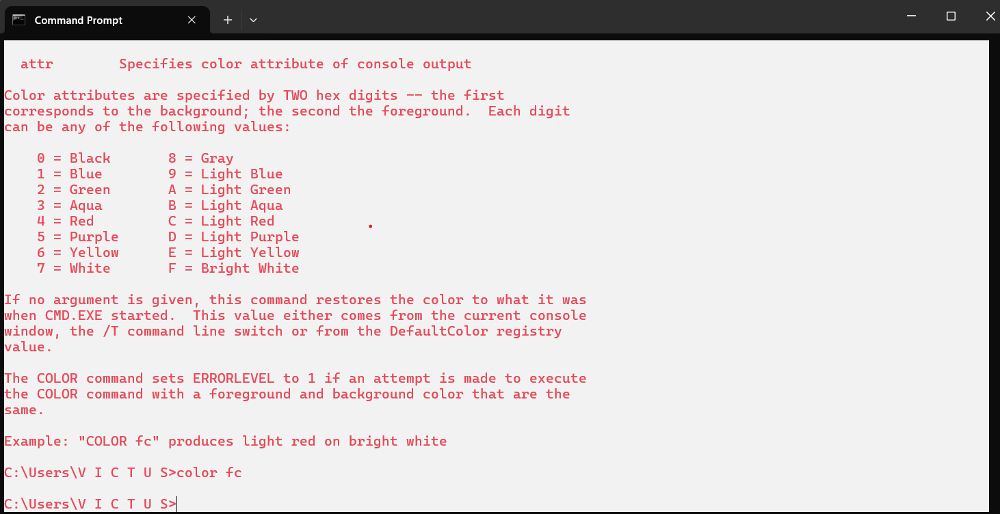 Command Prompt
attr        Specifies color attribute of console output
Color attributes are specified by TWO hex digits -- the first
corresponds to the background; the second the foreground.  Each digit
can be any of the following values:
0 = Black       8 = Gray
1 = Blue        9 = Light Blue
2 = Green       A = Light Green
3 = Aqua        B = Light Aqua
4 = Red         C = Light Red
5 = Purple      D = Light Purple
6 = Yellow      E = Light Yellow
7 = White       F = Bright White
If no argument is given, this command restores the color to what it was
when CMD.EXE started.  This value either comes from the current console
window, the /T command line switch or from the DefaultColor registry
value.
The COLOR command sets ERRORLEVEL to 1 if an attempt is made to execute
the COLOR command with a foreground and background color that are the
same.
Example: "COLOR fc" produces light red on bright white
C:\Users\V I C T U S>color fc
C:\Users\V I C T U S>